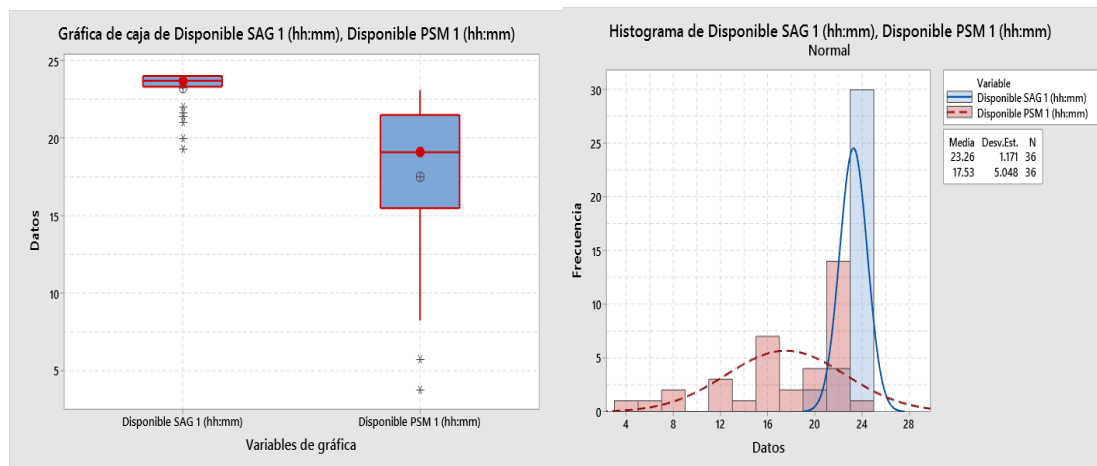 Gráfica de caja de Disponible SAG 1 (hh:mm), Disponible PSM 1 (hh:mm)
25
20
15
10
5
Datos
Disponible SAG 1 (hh:mm)
Disponible PSM 1 (hh:mm)
Variables de gráfica
Histograma de Disponible SAG 1 (hh:mm), Disponible PSM 1 (hh:mm)
Normal
30
25
20
15
10
5
0
Frecuencia
4 8 12 16 20 24 28
Datos
Variable
Disponible SAG 1 (hh:mm)
Disponible PSM 1 (hh:mm)
Media Desv.Est. N
23.26 1.171 36
17.53 5.048 36